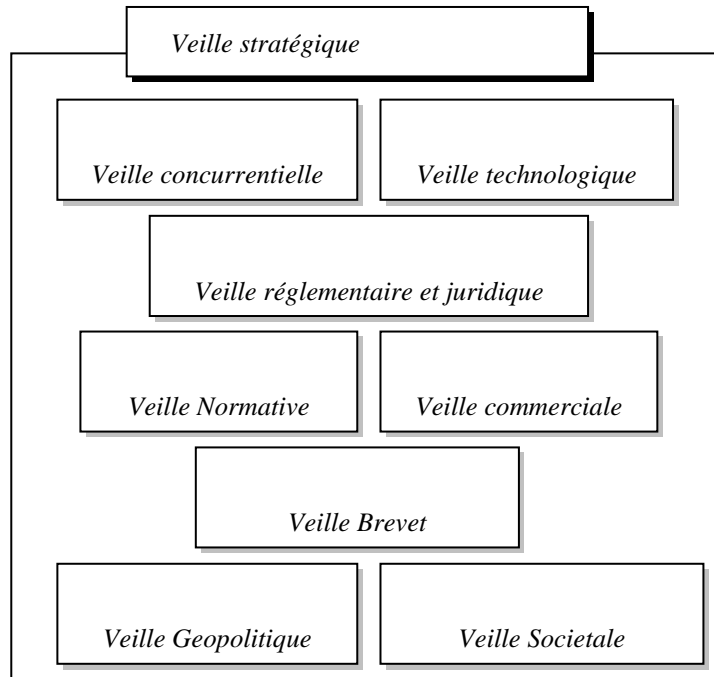 Veille stratégique
Veille concurrentielle
Veille technologique
Veille réglementaire et juridique
Veille Normative
Veille commerciale
Veille Brevet
Veille Geopolitique
Veille Societale